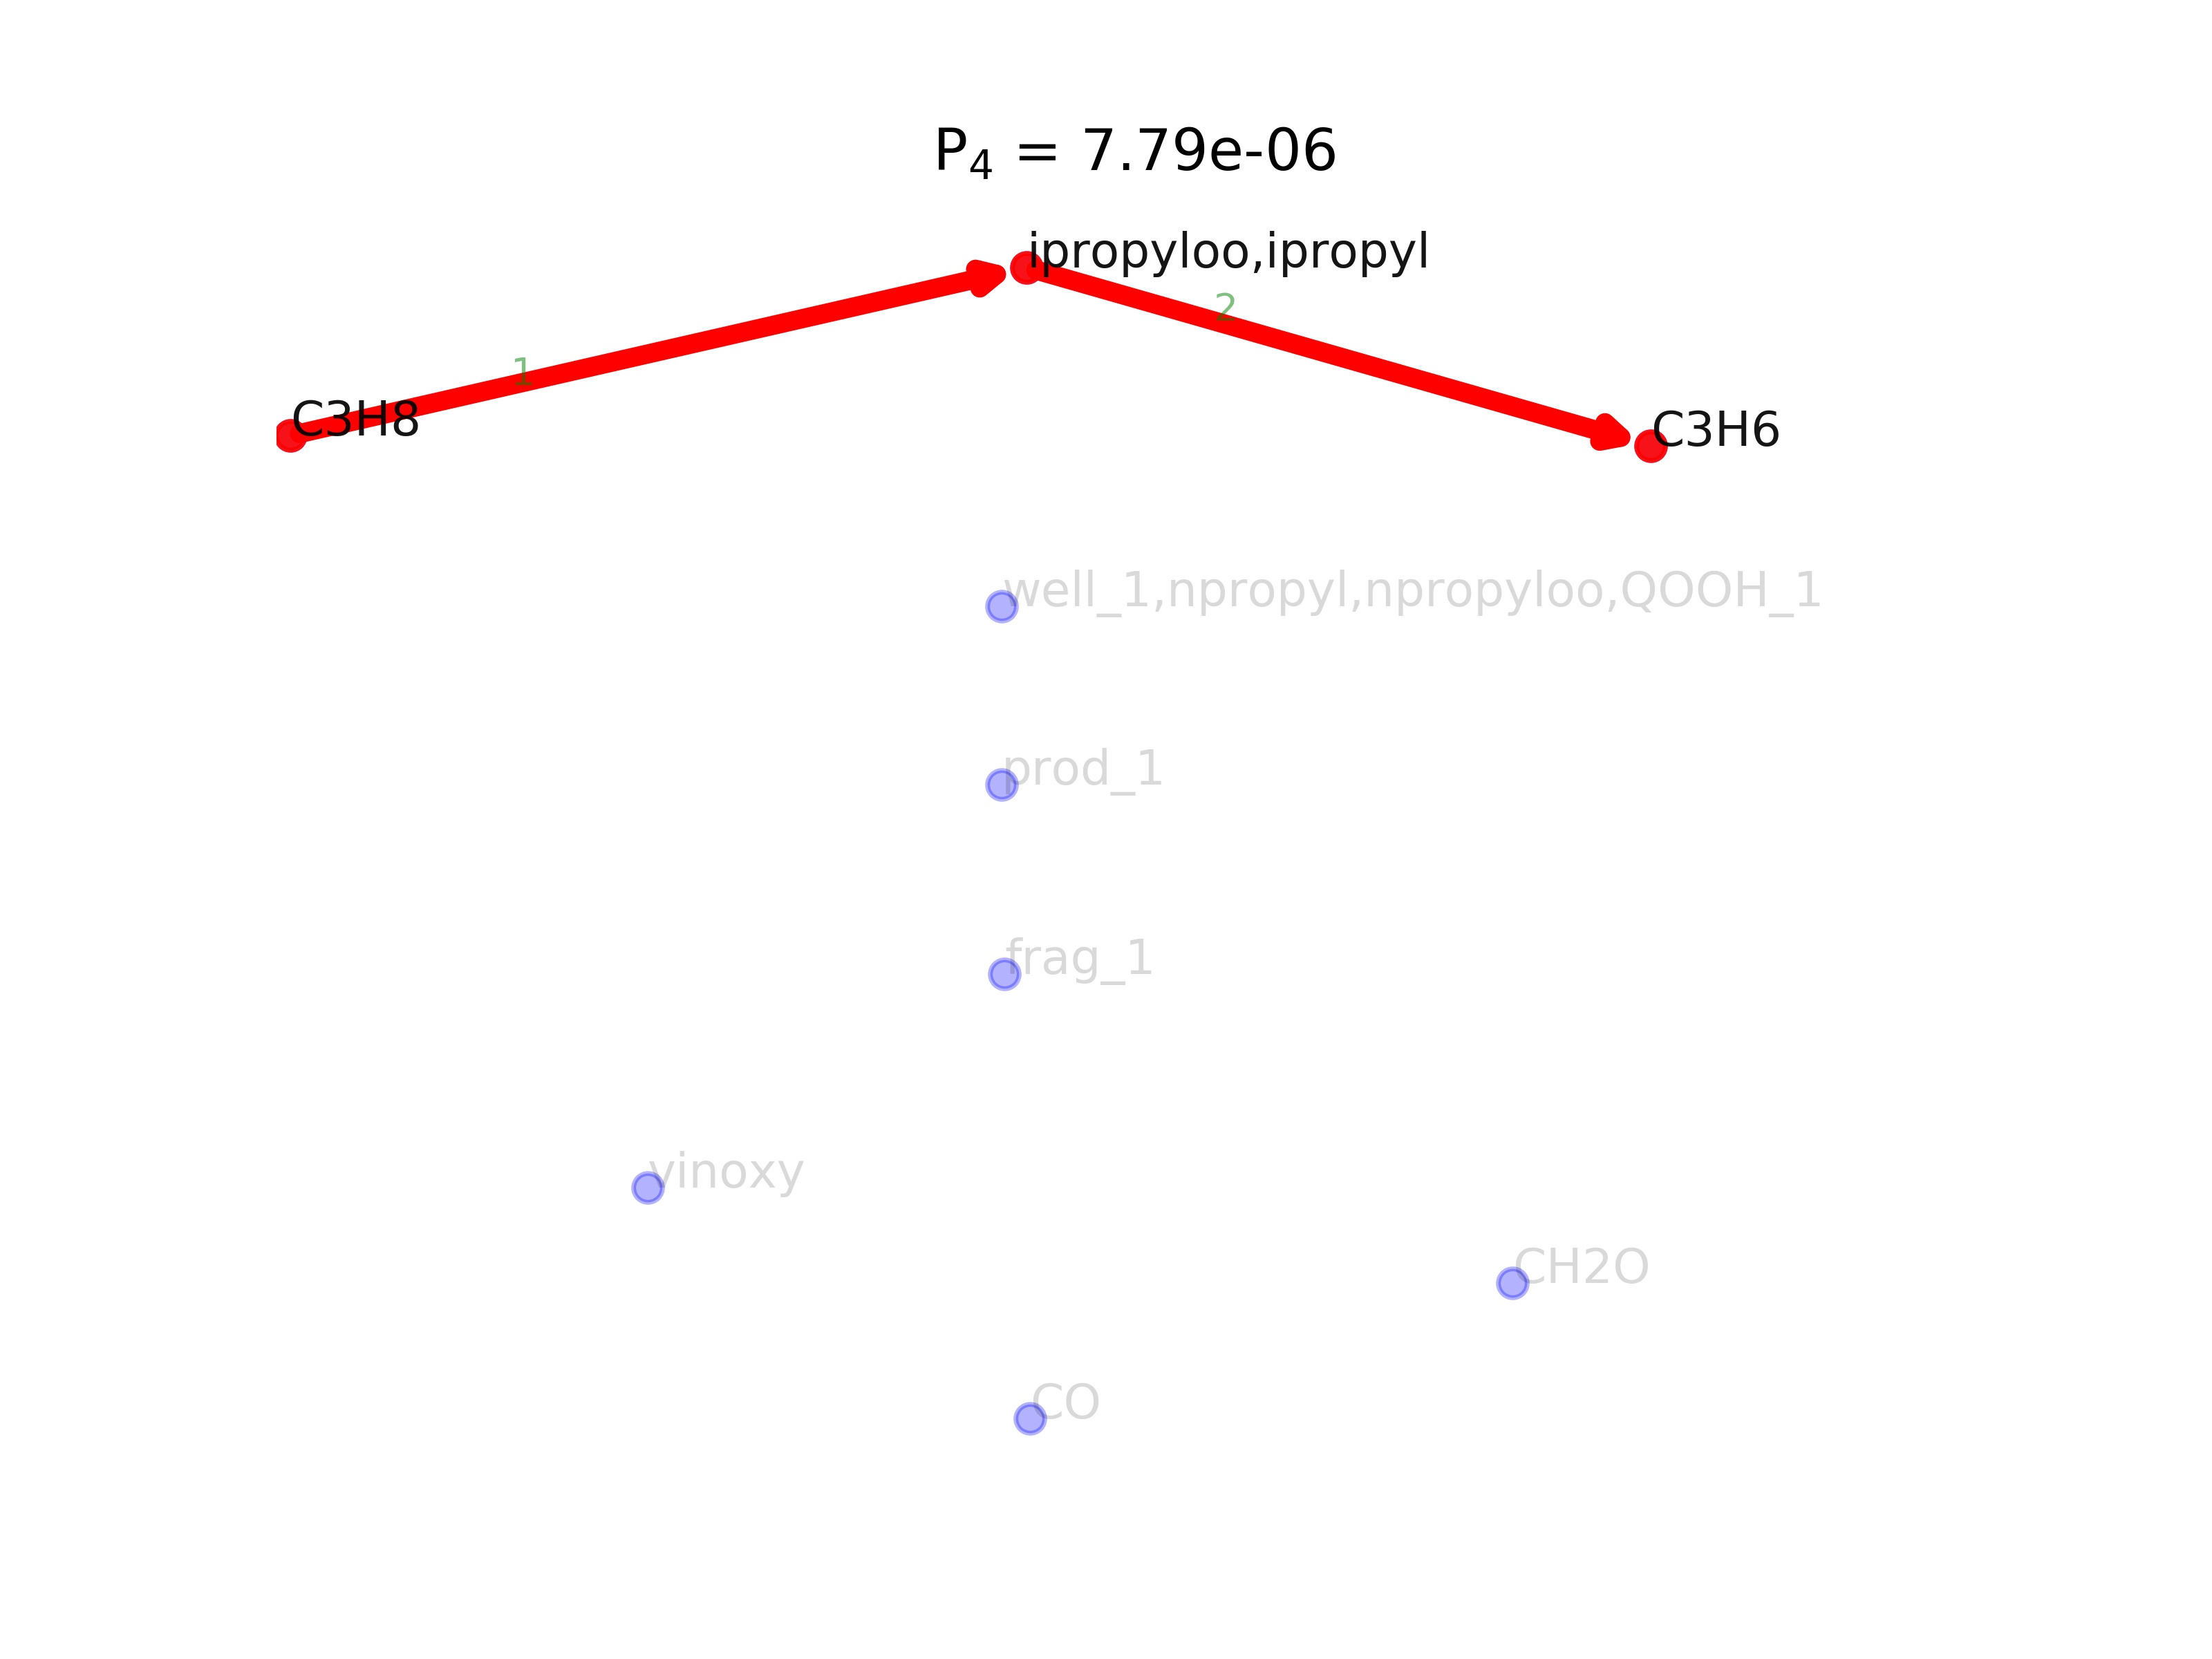 P₄ = 7.79e-06
ipropyloo,ipropyl
2
1
C3H8
C3H6
well_1,npropyl,npropyloo,QOOH_1
prod_1
frag_1
vinoxy
CH2O
CO